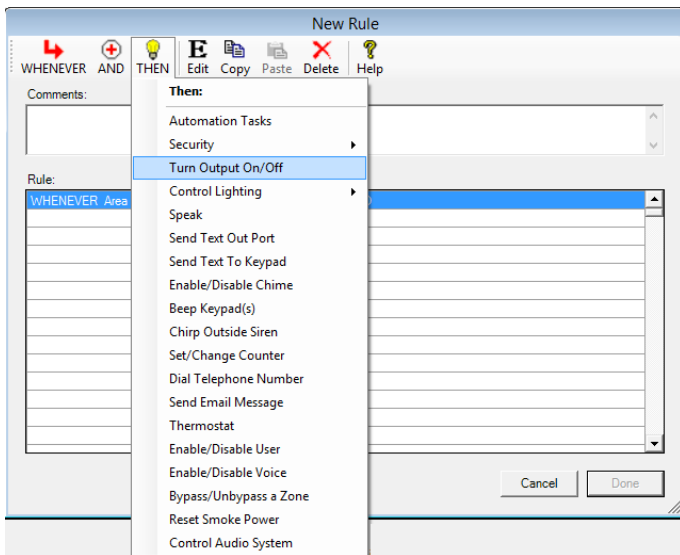 New Rule
WHENEVER AND THEN Edit Copy Paste Delete Help
Comments:
Then:
Automation Tasks
Security
Turn Output On/Off
Rule:
Control Lighting
WHENEVER Area
Speak
Send Text Out Port
Send Text To Keypad
Enable/Disable Chime
Beep Keypad(s)
Chirp Outside Siren
Set/Change Counter
Dial Telephone Number
Send Email Message
Thermostat
Enable/Disable User
Enable/Disable Voice
Bypass/Unbypass a Zone
Reset Smoke Power
Control Audio System
Cancel Done